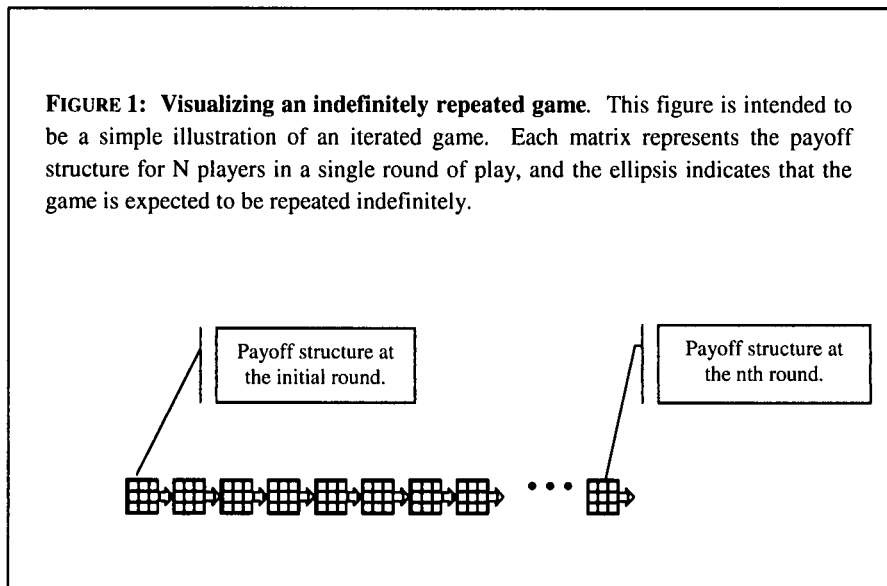 FIGURE 1: Visualizing an indefinitely repeated game. This figure is intended to
be a simple illustration of an iterated game. Each matrix represents the payoff
structure for N players in a single round of play, and the ellipsis indicates that the
game is expected to be repeated indefinitely.
Payoff structure at
the initial round.
Payoff structure at
the nth round.